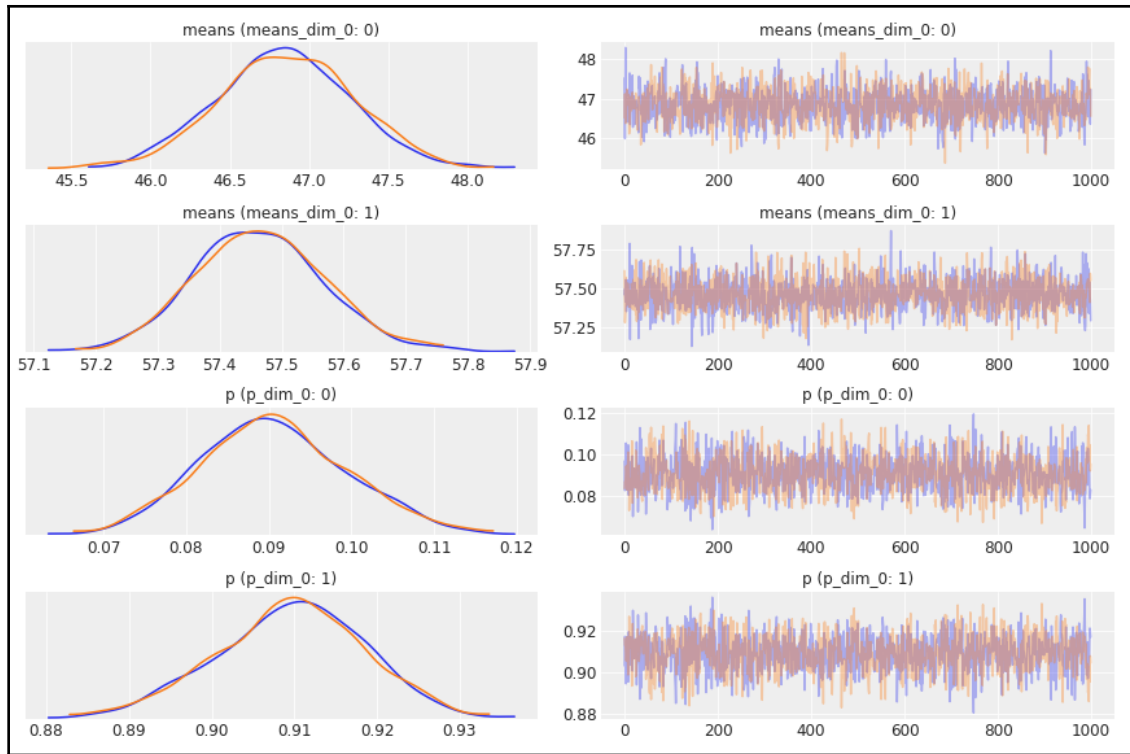 means (means_dim_0: 0) means (means_dim_0: 0)
48
47
46
45.5 46.0 46.5 47.0 47.5 48.0 0 200 400 600 800 1000
means (means_dim_0: 1) means (means_dim_0: 1)
57.75
57.50
57.25
57.1 57.2 57.3 57.4 57.5 57.6 57.7 57.8 57.9 0 200 400 600 800 1000
p (p_dim_0: 0) p (p_dim_0: 0)
0.12
0.10
0.08
0.07 0.08 0.09 0.10 0.11 0.12 0 200 400 600 800 1000
p (p_dim_0: 1) p (p_dim_0: 1)
0.92
0.90
0.88
0.88 0.89 0.90 0.91 0.92 0.93 0 200 400 600 800 1000